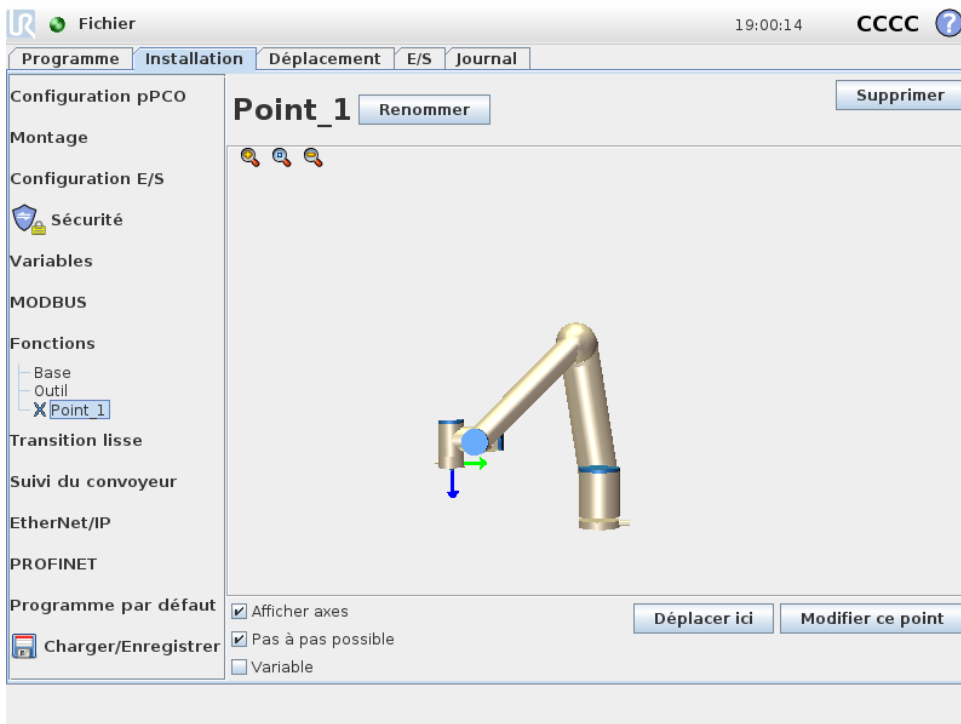 UR Fichier 19:00:14 CCCC ?
Programme Installation Déplacement E/S Journal
Configuration pPCO
Montage
Configuration E/S
Sécurité
Variables
MODBUS
Fonctions
Base
Outil
Point_1
Transition lisse
Suivi du convoyeur
EtherNet/IP
PROFINET
Programme par défaut
Charger/Enregistrer
Point_1 Renommer Supprimer
Afficher axes
Pas à pas possible
Variable
Déplacer ici Modifier ce point